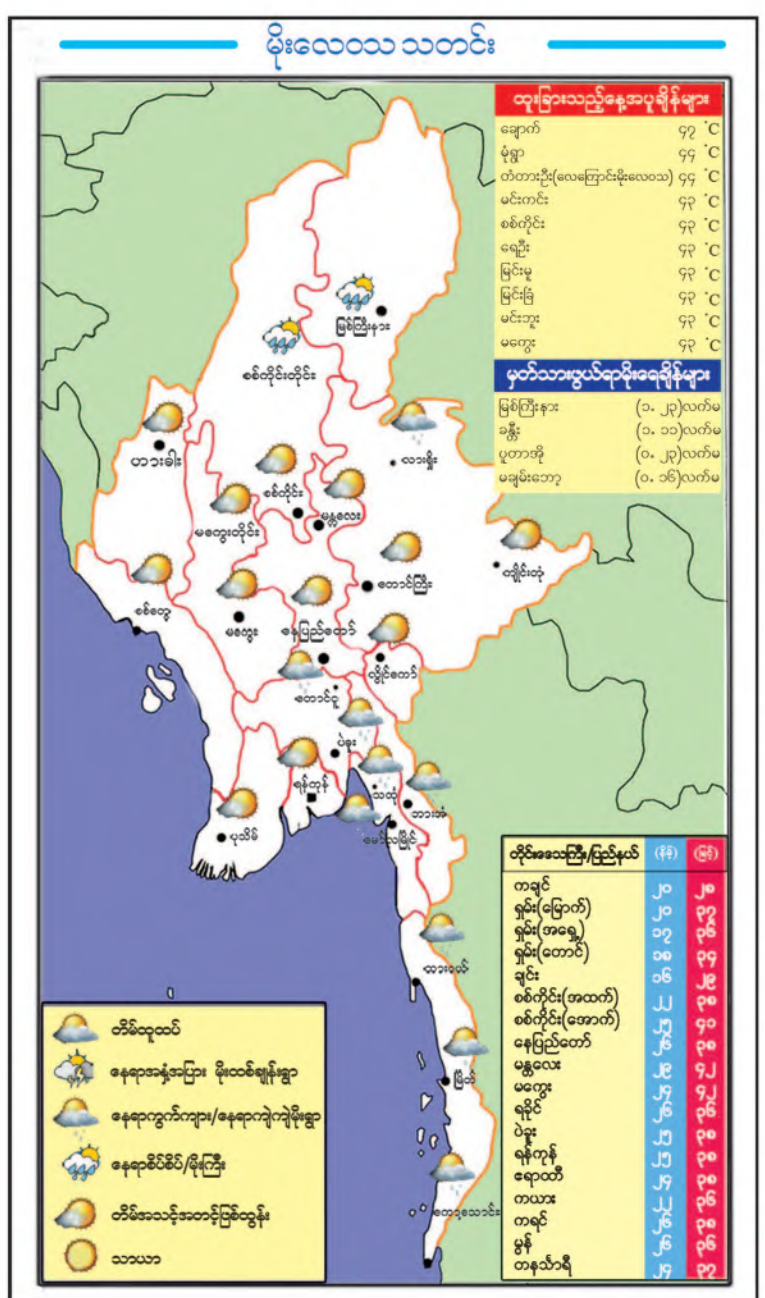 မိုးလေဝသ သတင်း
ထူးခြားသည့်နေ့အပူချိန်များ
ချောက် ၄၇ °C
မုံရွာ ၄၄ °C
တံတားဦး(လေကြောင်းမိုးလေဝသ) ၄၄ °C
မင်းကင်း ၄၃ °C
စစ်ကိုင်း ၄၃ °C
ရေဦး ၄၃ °C
မြင်းမူ ၄၃ °C
မြင်းခြံ ၄၃ °C
မင်းဘူး ၄၃ °C
မကွေး ၄၃ °C
မှတ်သားဖွယ်ရာမိုးရေချိန်များ
မြစ်ကြီးနား (၁.၂၃)လက်မ
ခန္တီး (၁.၁၁)လက်မ
ပူတာအို (၀.၂၃)လက်မ
မချမ်းဘော့ (၀.၁၆)လက်မ
မြစ်ကြီးနား
စစ်ကိုင်းတိုင်း
ဟားခါး
လားရှိုး
စစ်ကိုင်း
မန္တလေး
မကွေးတိုင်း
ကျိုင်းတုံ
တောင်ကြီး
စစ်တွေ
မကွေး
နေပြည်တော်
လွိုင်ကော်
တောင်ငူ
ပဲခူး
ရန်ကုန်
သထုံ
ဘားအံ
ပုသိမ်
မော်လမြိုင်
ထားဝယ်
မြိတ်
ကော့သောင်း
တိမ်ထူထပ်
နေရာအနှံ့အပြား မိုးထစ်ချုန်းရွာ
နေရာကွက်ကျား/နေရာကျဲကျဲမိုးရွာ
နေရာစိပ်စိပ်/မိုးကြီး
တိမ်အသင့်အတင့်ဖြစ်ထွန်း
သာယာ
တိုင်းဒေသကြီး/ပြည်နယ် (နိမ့်) (မြင့်)
ကချင် ၂၀ ၂၈
ရှမ်း(မြောက်) ၂၀ ၃၇
ရှမ်း(အရှေ့) ၁၇ ၃၆
ရှမ်း(တောင်) ၁၈ ၃၄
ချင်း ၁၆ ၂၉
စစ်ကိုင်း(အထက်) ၂၂ ၃၈
စစ်ကိုင်း(အောက်) ၂၅ ၄၁
နေပြည်တော် ၂၆ ၃၈
မန္တလေး ၂၉ ၄၂
မကွေး ၂၄ ၄၂
ရခိုင် ၂၆ ၃၆
ပဲခူး ၂၅ ၃၈
ရန်ကုန် ၂၅ ၃၈
ဧရာဝတီ ၂၄ ၃၈
ကယား ၂၂ ၃၆
ကရင် ၂၆ ၃၈
မွန် ၂၆ ၃၆
တနင်္သာရီ ၂၄ ၃၇